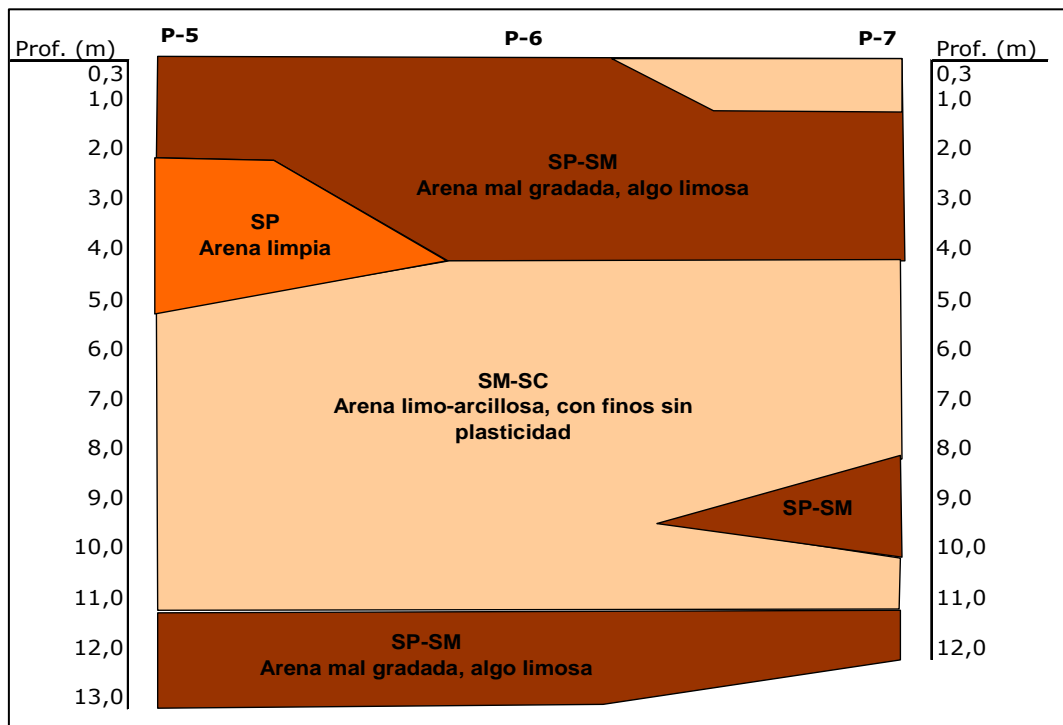 P-5
P-6
P-7
Prof. (m)
Prof. (m)
0,3
0,3
1,0
1,0
2,0
2,0
SP-SM
Arena mal gradada, algo limosa
3,0
3,0
SP
Arena limpia
4,0
4,0
5,0
5,0
6,0
6,0
SM-SC
Arena limo-arcillosa, con finos sin
plasticidad
7,0
7,0
8,0
8,0
9,0
9,0
SP-SM
10,0
10,0
11,0
11,0
12,0
12,0
SP-SM
Arena mal gradada, algo limosa
13,0